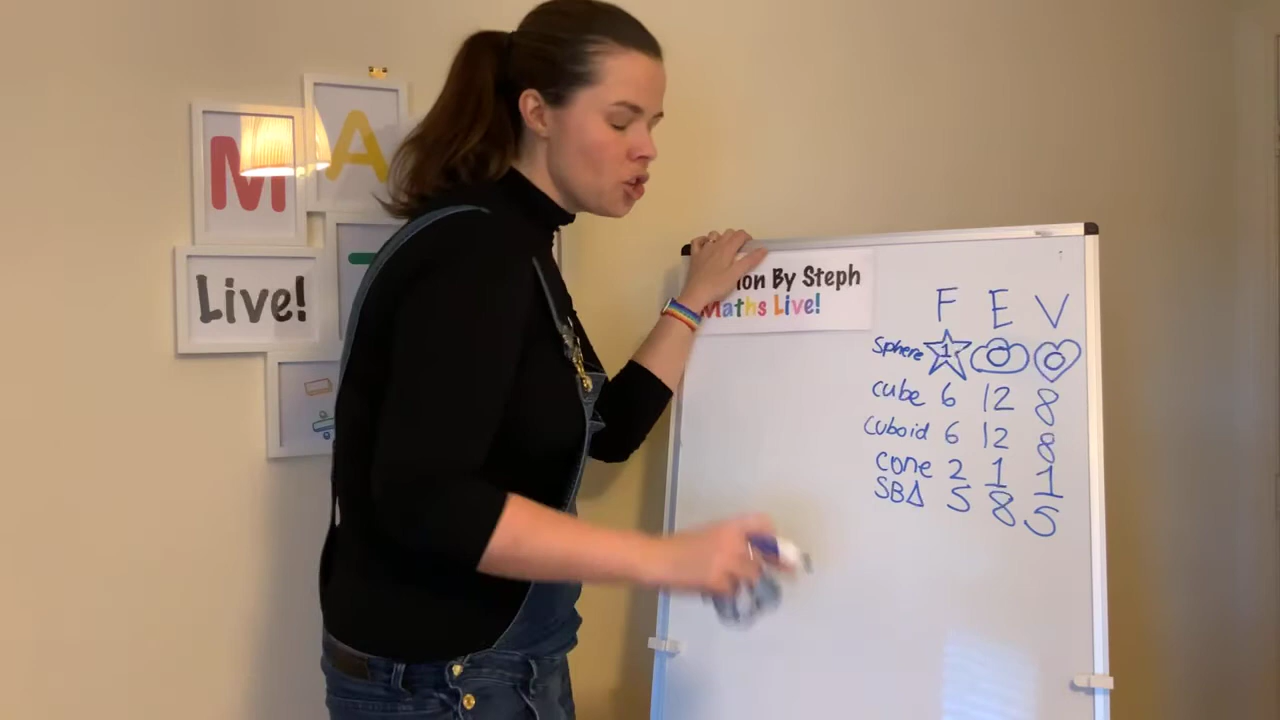 M A
Live!
ion By Steph
Maths Live!
F E V
Sphere 1 0 0
cube 6 12 8
cuboid 6 12 8
cone 2 1 1
SBΔ 5 8 5